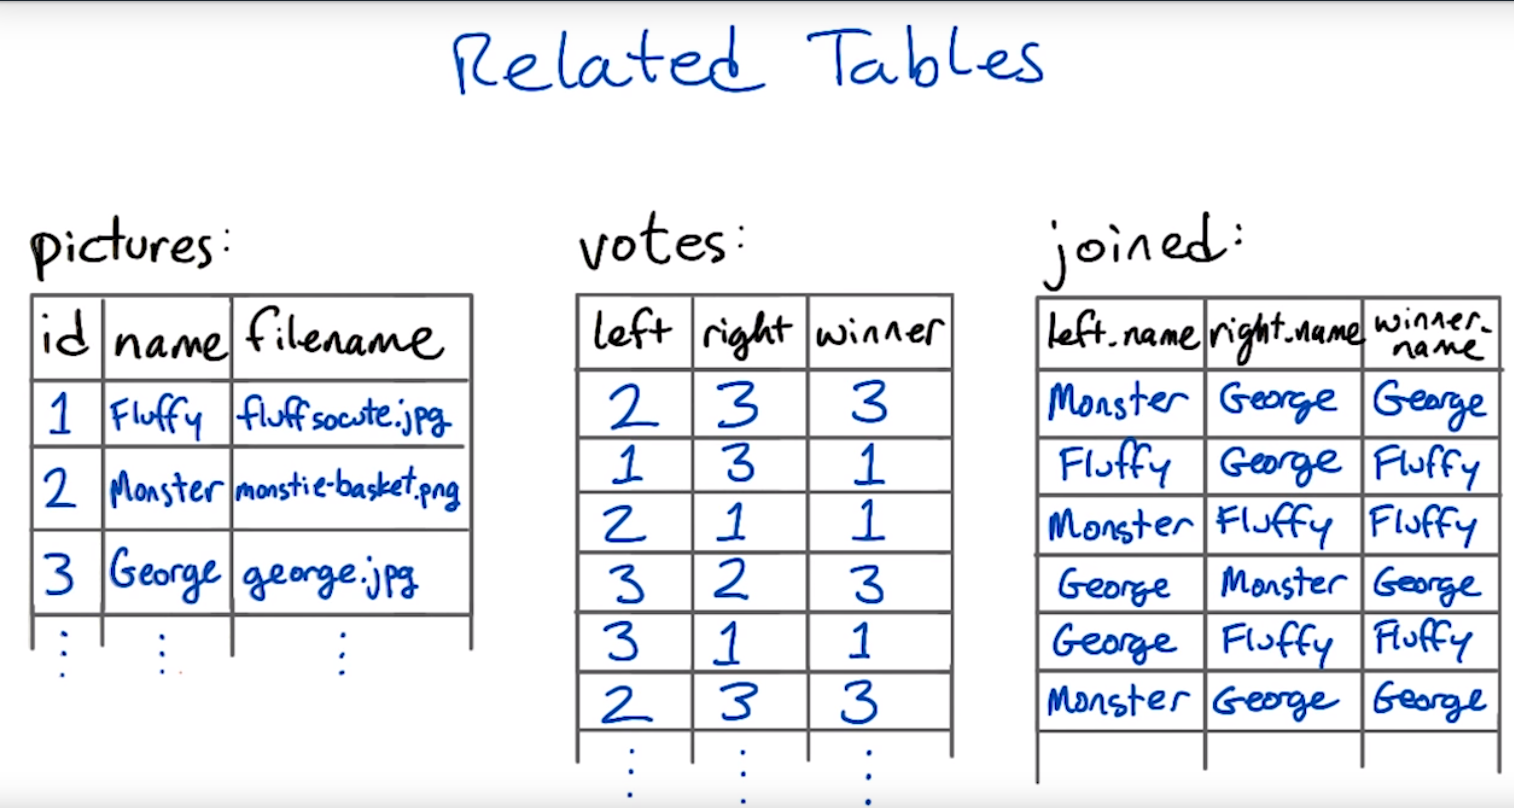 Related Tables
pictures:
id name filename
1 Fluffy fluffsocute.jpg
2 Monster monstie-basket.png
3 George george.jpg
votes:
left right winner
2 3 3
1 3 1
2 1 1
3 2 3
3 1 1
2 3 3
joined:
left.name right.name winner.
name
Monster George George
Fluffy George Fluffy
Monster Fluffy Fluffy
George Monster George
George Fluffy Fluffy
Monster George George